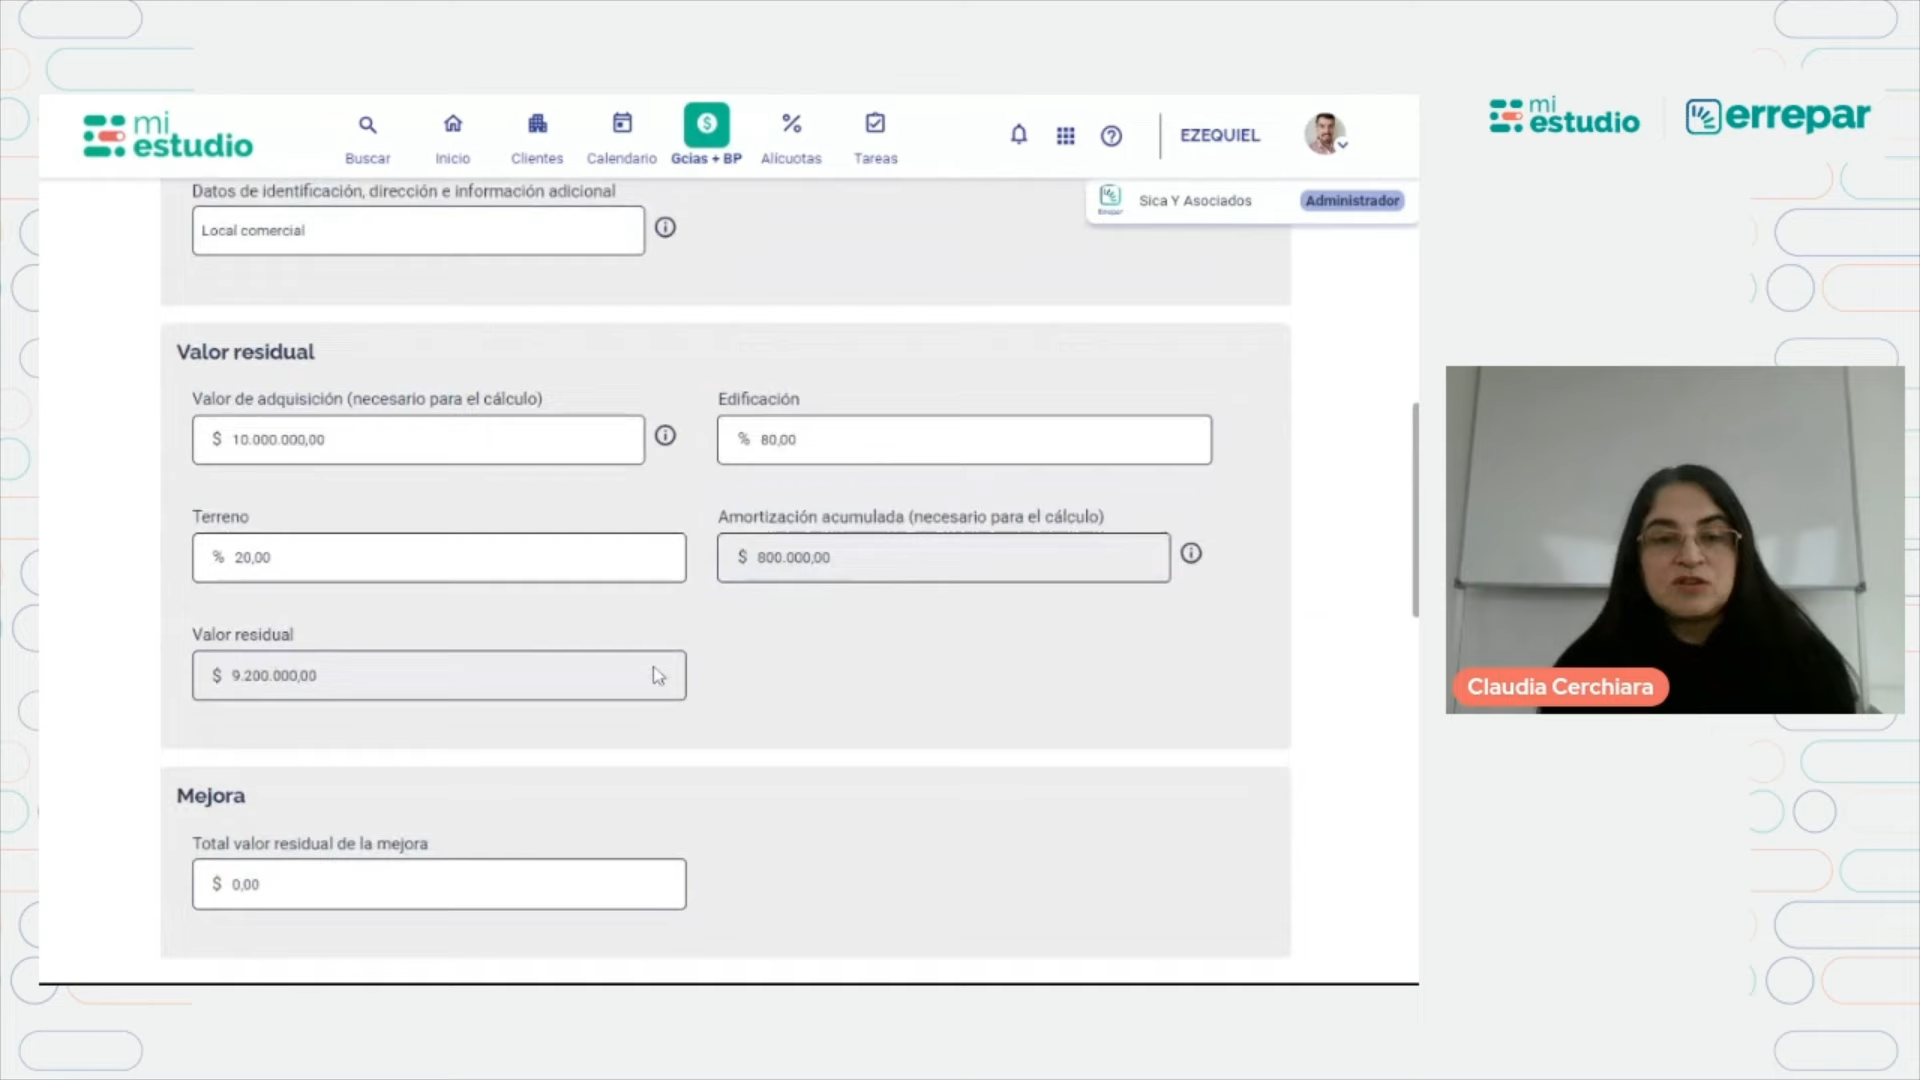 mi estudio
Buscar
Inicio
Clientes
Calendario
Gcias + BP
Alícuotas
Tareas
EZEQUIEL
mi estudio
errepar
Sica Y Asociados
Administrador
Datos de identificación, dirección e información adicional
Local comercial
Valor residual
Valor de adquisición (necesario para el cálculo)
$ 10.000.000,00
Edificación
% 80,00
Terreno
% 20,00
Amortización acumulada (necesario para el cálculo)
$ 800.000,00
Valor residual
$ 9.200.000,00
Mejora
Total valor residual de la mejora
$ 0,00
Claudia Cerchiara